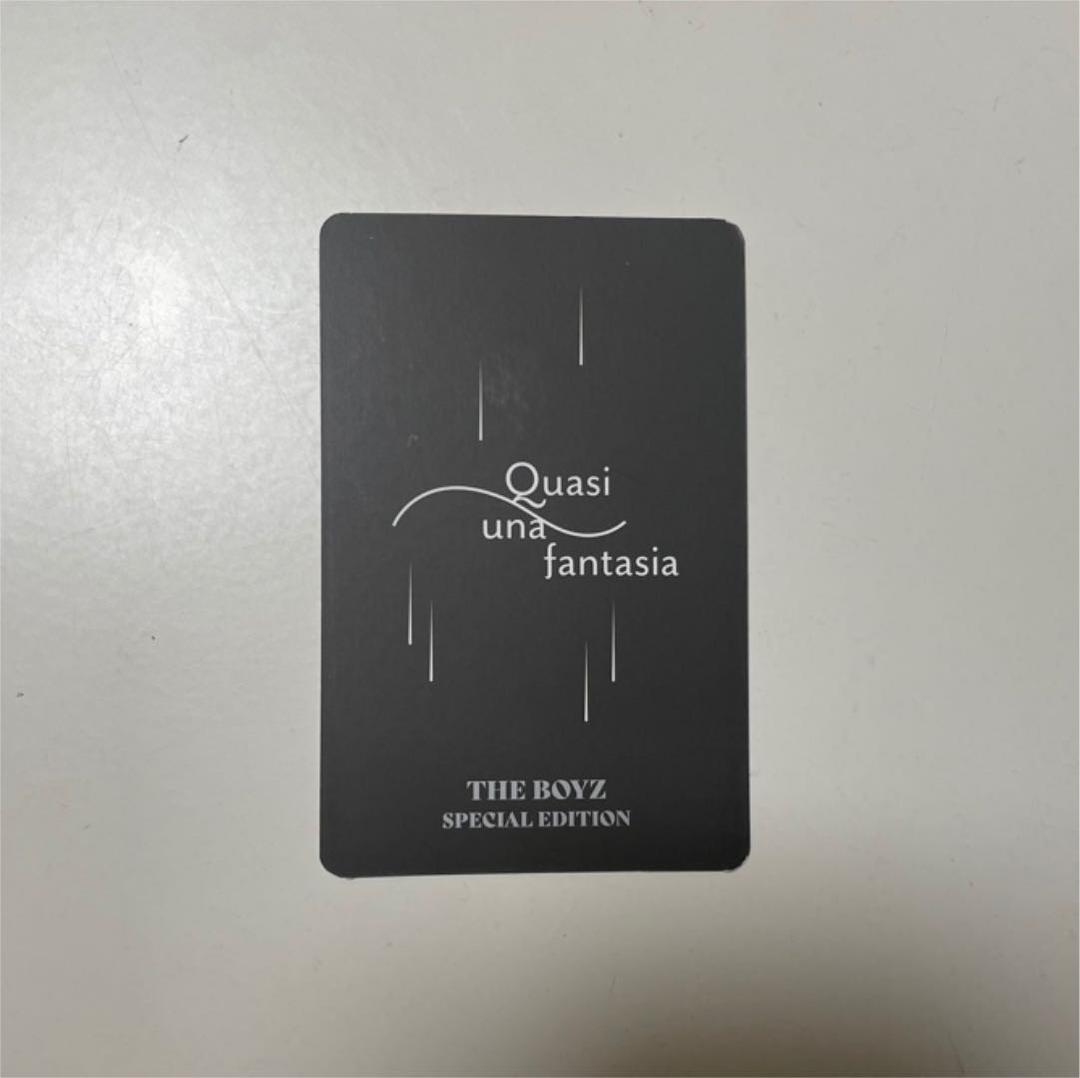 Quasi
una
fantasia
THE BOYZ
SPECIAL EDITION